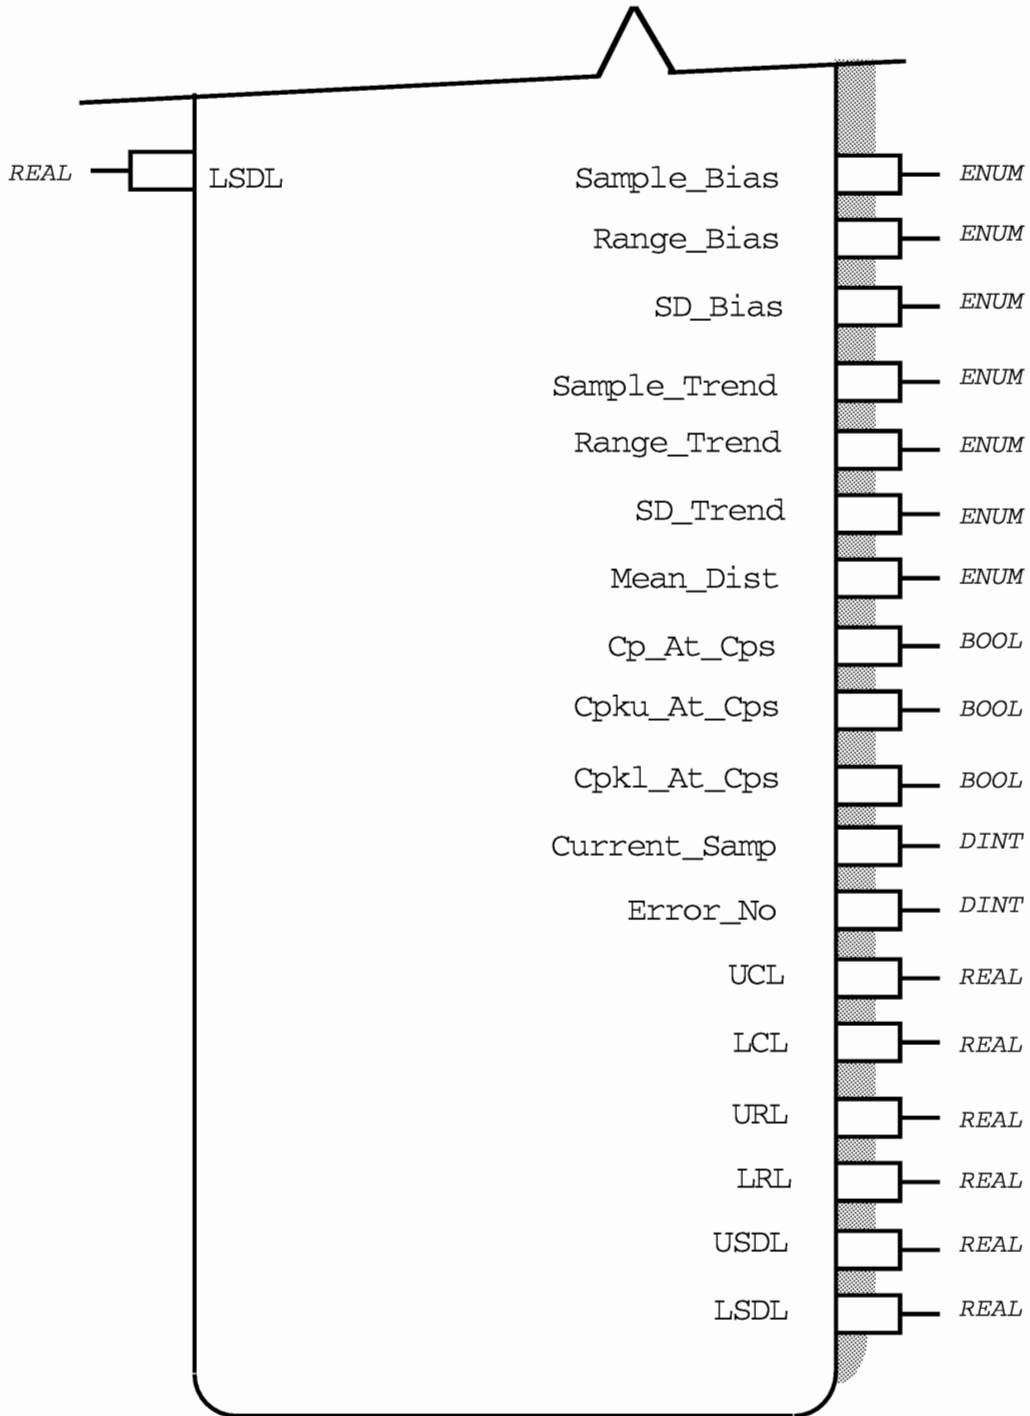 REAL LSDL Sample_Bias ENUM
Range_Bias ENUM
SD_Bias ENUM
Sample_Trend ENUM
Range_Trend ENUM
SD_Trend ENUM
Mean_Dist ENUM
Cp_At_Cps BOOL
Cpku_At_Cps BOOL
Cpkl_At_Cps BOOL
Current_Samp DINT
Error_No DINT
UCL REAL
LCL REAL
URL REAL
LRL REAL
USDL REAL
LSDL REAL